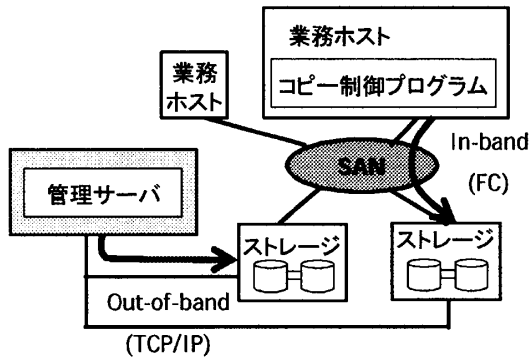 業務ホスト
コピー制御プログラム
業務
ホスト
In-band
(FC)
SAN
管理サーバ
ストレージ
ストレージ
Out-of-band
(TCP/IP)